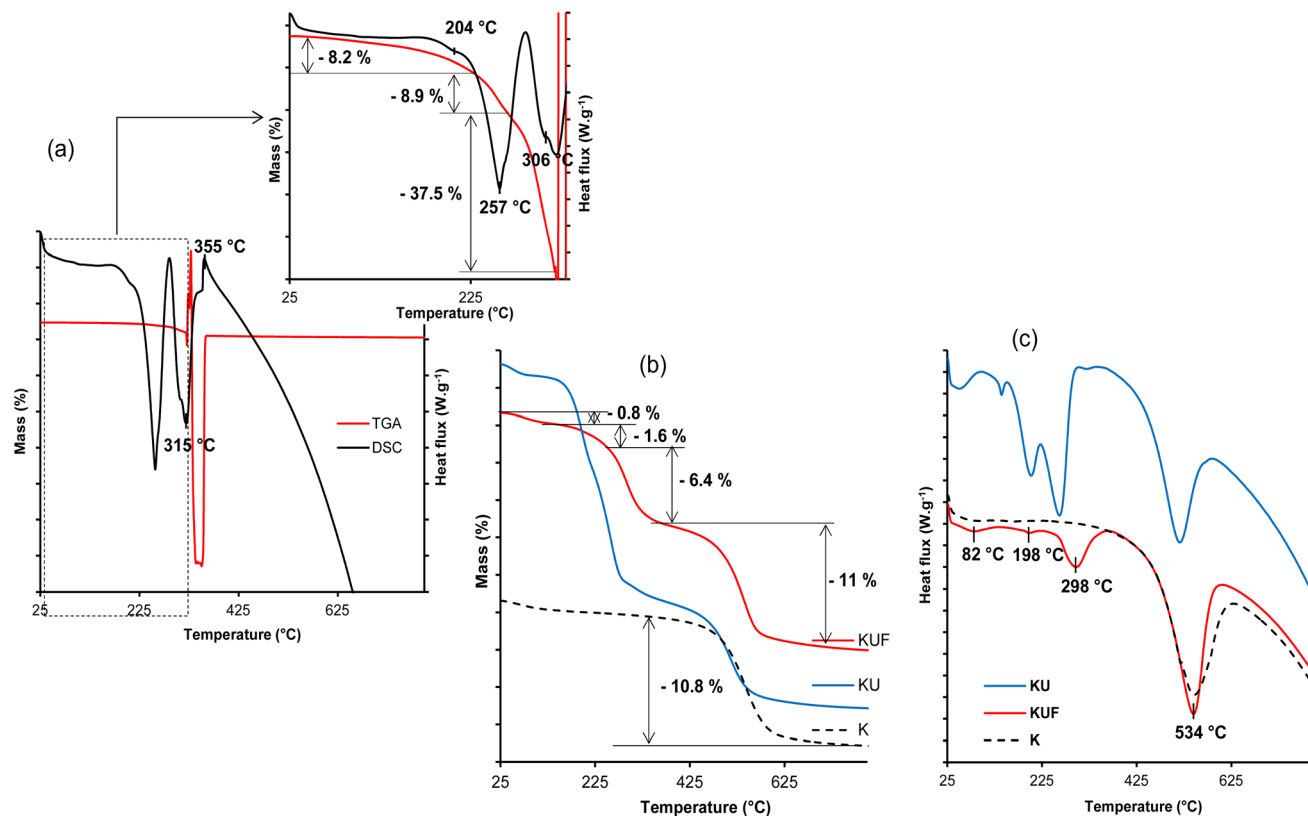 (a)
Mass (%)
204 °C
- 8.2 %
- 8.9 %
- 37.5 %
257 °C
306 °C
Heat flux (W.g⁻¹)
25
225
Temperature (°C)
Mass (%)
355 °C
315 °C
TGA
DSC
Heat flux (W.g⁻¹)
25
225
425
625
Temperature (°C)
(b)
Mass (%)
- 0.8 %
- 1.6 %
- 6.4 %
- 11 %
- 10.8 %
KUF
KU
K
25
225
425
625
Temperature (°C)
(c)
Heat flux (W.g⁻¹)
82 °C
198 °C
298 °C
534 °C
KU
KUF
K
25
225
425
625
Temperature (°C)